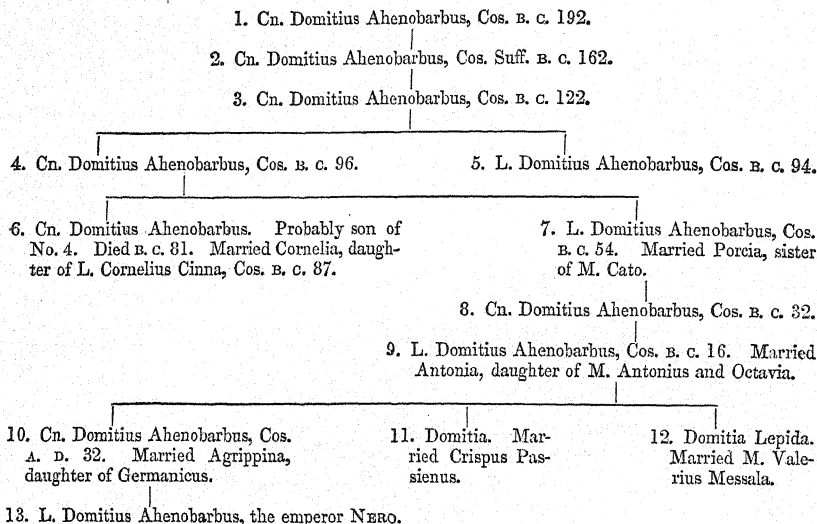 1. Cn. Domitius Ahenobarbus, Cos. B. C. 192.
2. Cn. Domitius Ahenobarbus, Cos. Suff. B. C. 162.
3. Cn. Domitius Ahenobarbus, Cos. B. C. 122.
4. Cn. Domitius Ahenobarbus, Cos. B. C. 96.
5. L. Domitius Ahenobarbus, Cos. B. C. 94.
6. Cn. Domitius Ahenobarbus. Probably son of
No. 4. Died B. C. 81. Married Cornelia, daugh-
ter of L. Cornelius Cinna, Cos. B. C. 87.
7. L. Domitius Ahenobarbus, Cos.
B. C. 54. Married Porcia, sister
of M. Cato.
8. Cn. Domitius Ahenobarbus, Cos. B. C. 32.
9. L. Domitius Ahenobarbus, Cos. B. C. 16. Married
Antonia, daughter of M. Antonius and Octavia.
10. Cn. Domitius Ahenobarbus, Cos.
A. D. 32. Married Agrippina,
daughter of Germanicus.
11. Domitia. Mar-
ried Crispus Pas-
sienus.
12. Domitia Lepida.
Married M. Vale-
rius Messala.
13. L. Domitius Ahenobarbus, the emperor NERO.